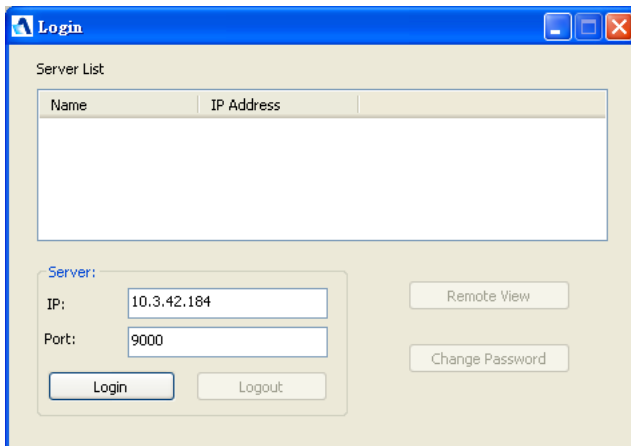 Login
Server List
Name IP Address
Server:
IP: 10.3.42.184
Port: 9000
Remote View
Change Password
Login Logout